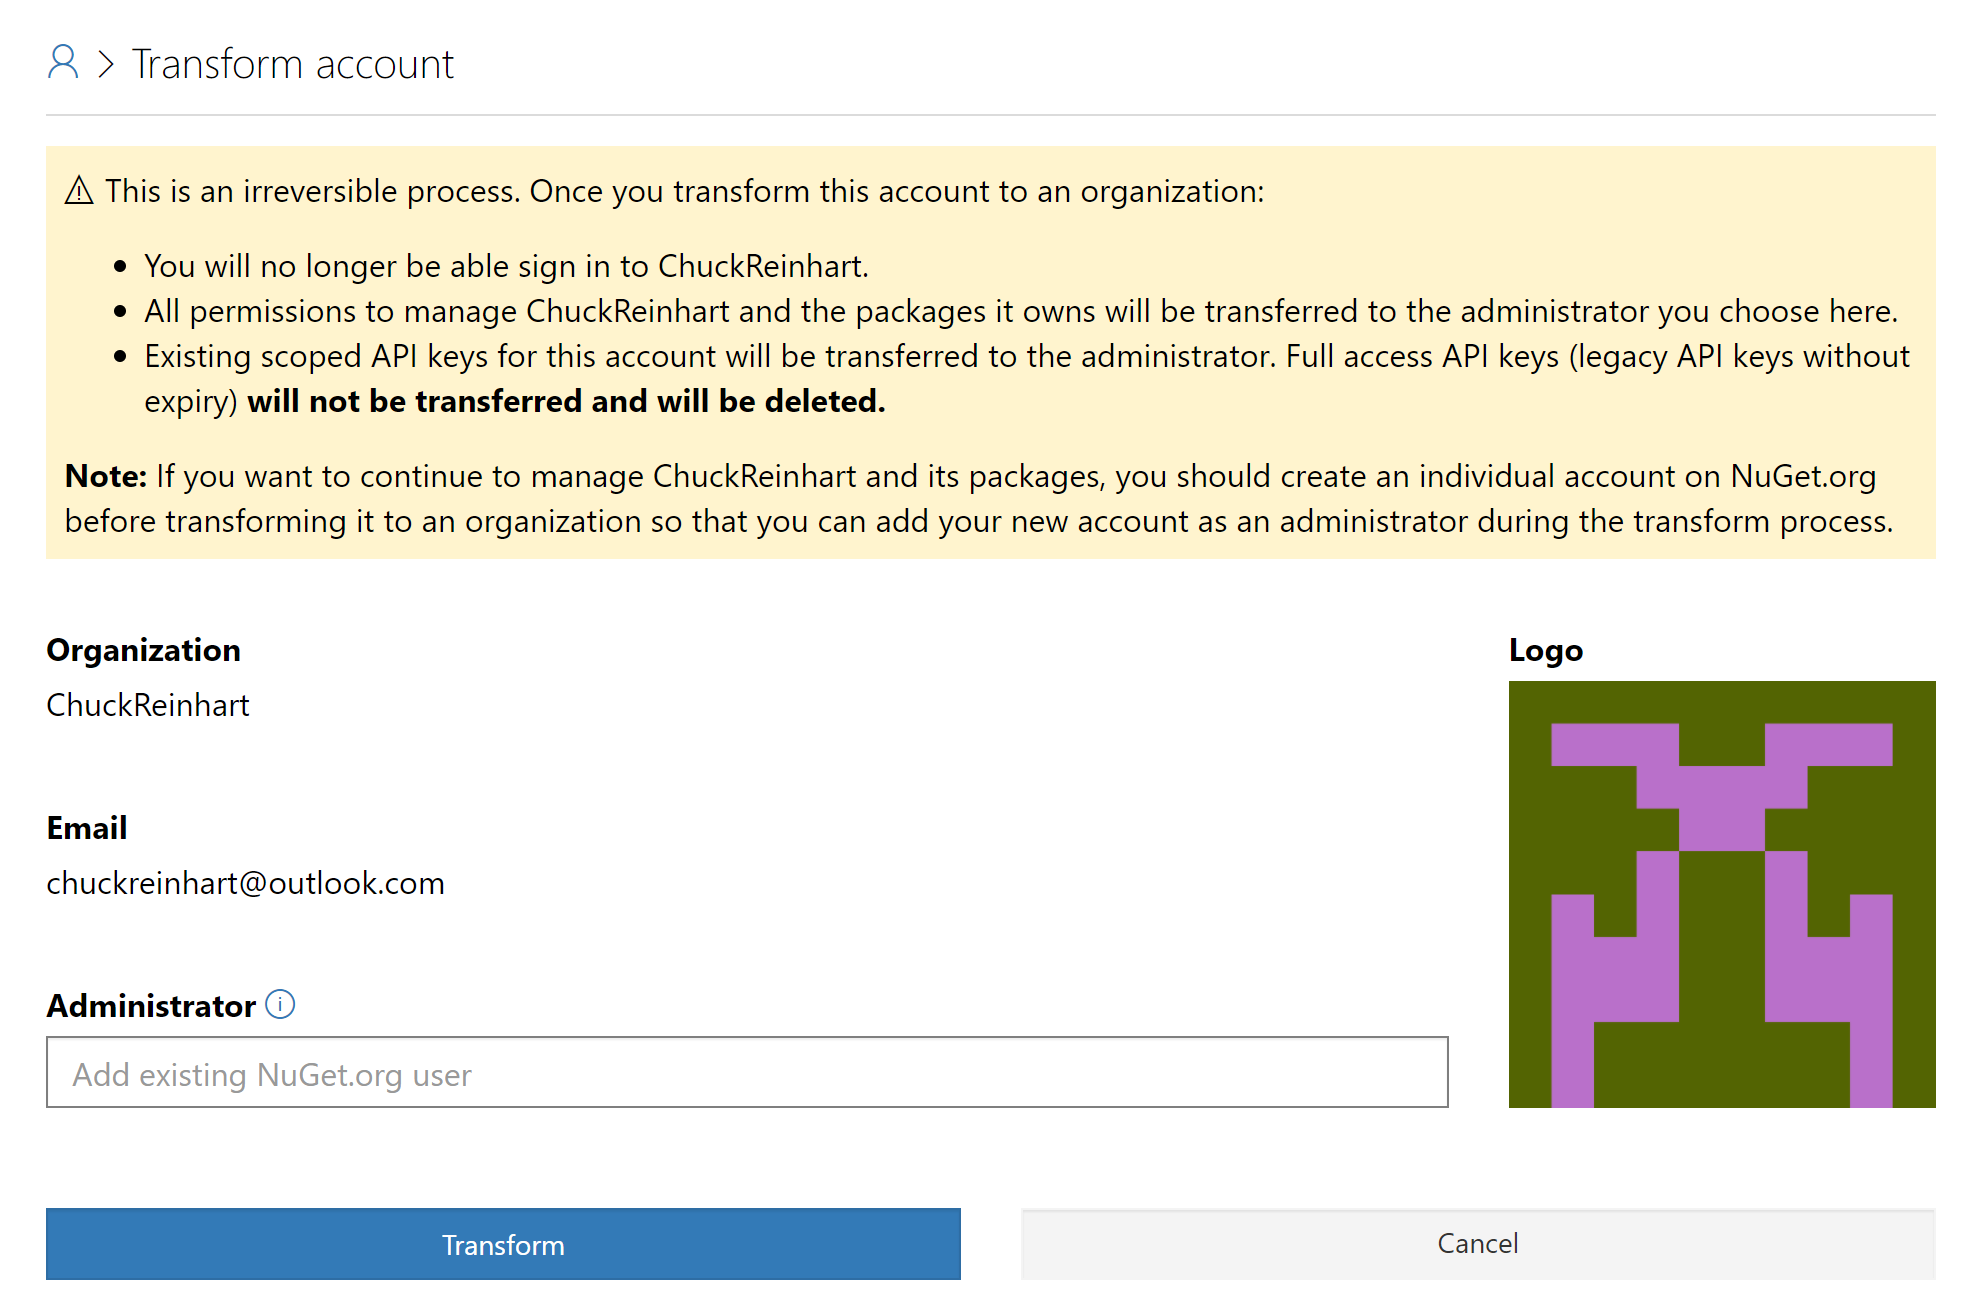 Transform account
This is an irreversible process. Once you transform this account to an organization:
You will no longer be able sign in to ChuckReinhart.
All permissions to manage ChuckReinhart and the packages it owns will be transferred to the administrator you choose here.
Existing scoped API keys for this account will be transferred to the administrator. Full access API keys (legacy API keys without
expiry) will not be transferred and will be deleted.
Note: If you want to continue to manage ChuckReinhart and its packages, you should create an individual account on NuGet.org
before transforming it to an organization so that you can add your new account as an administrator during the transform process.
Organization
ChuckReinhart
Logo
Email
chuckreinhart@outlook.com
Administrator
Add existing NuGet.org user
Transform
Cancel